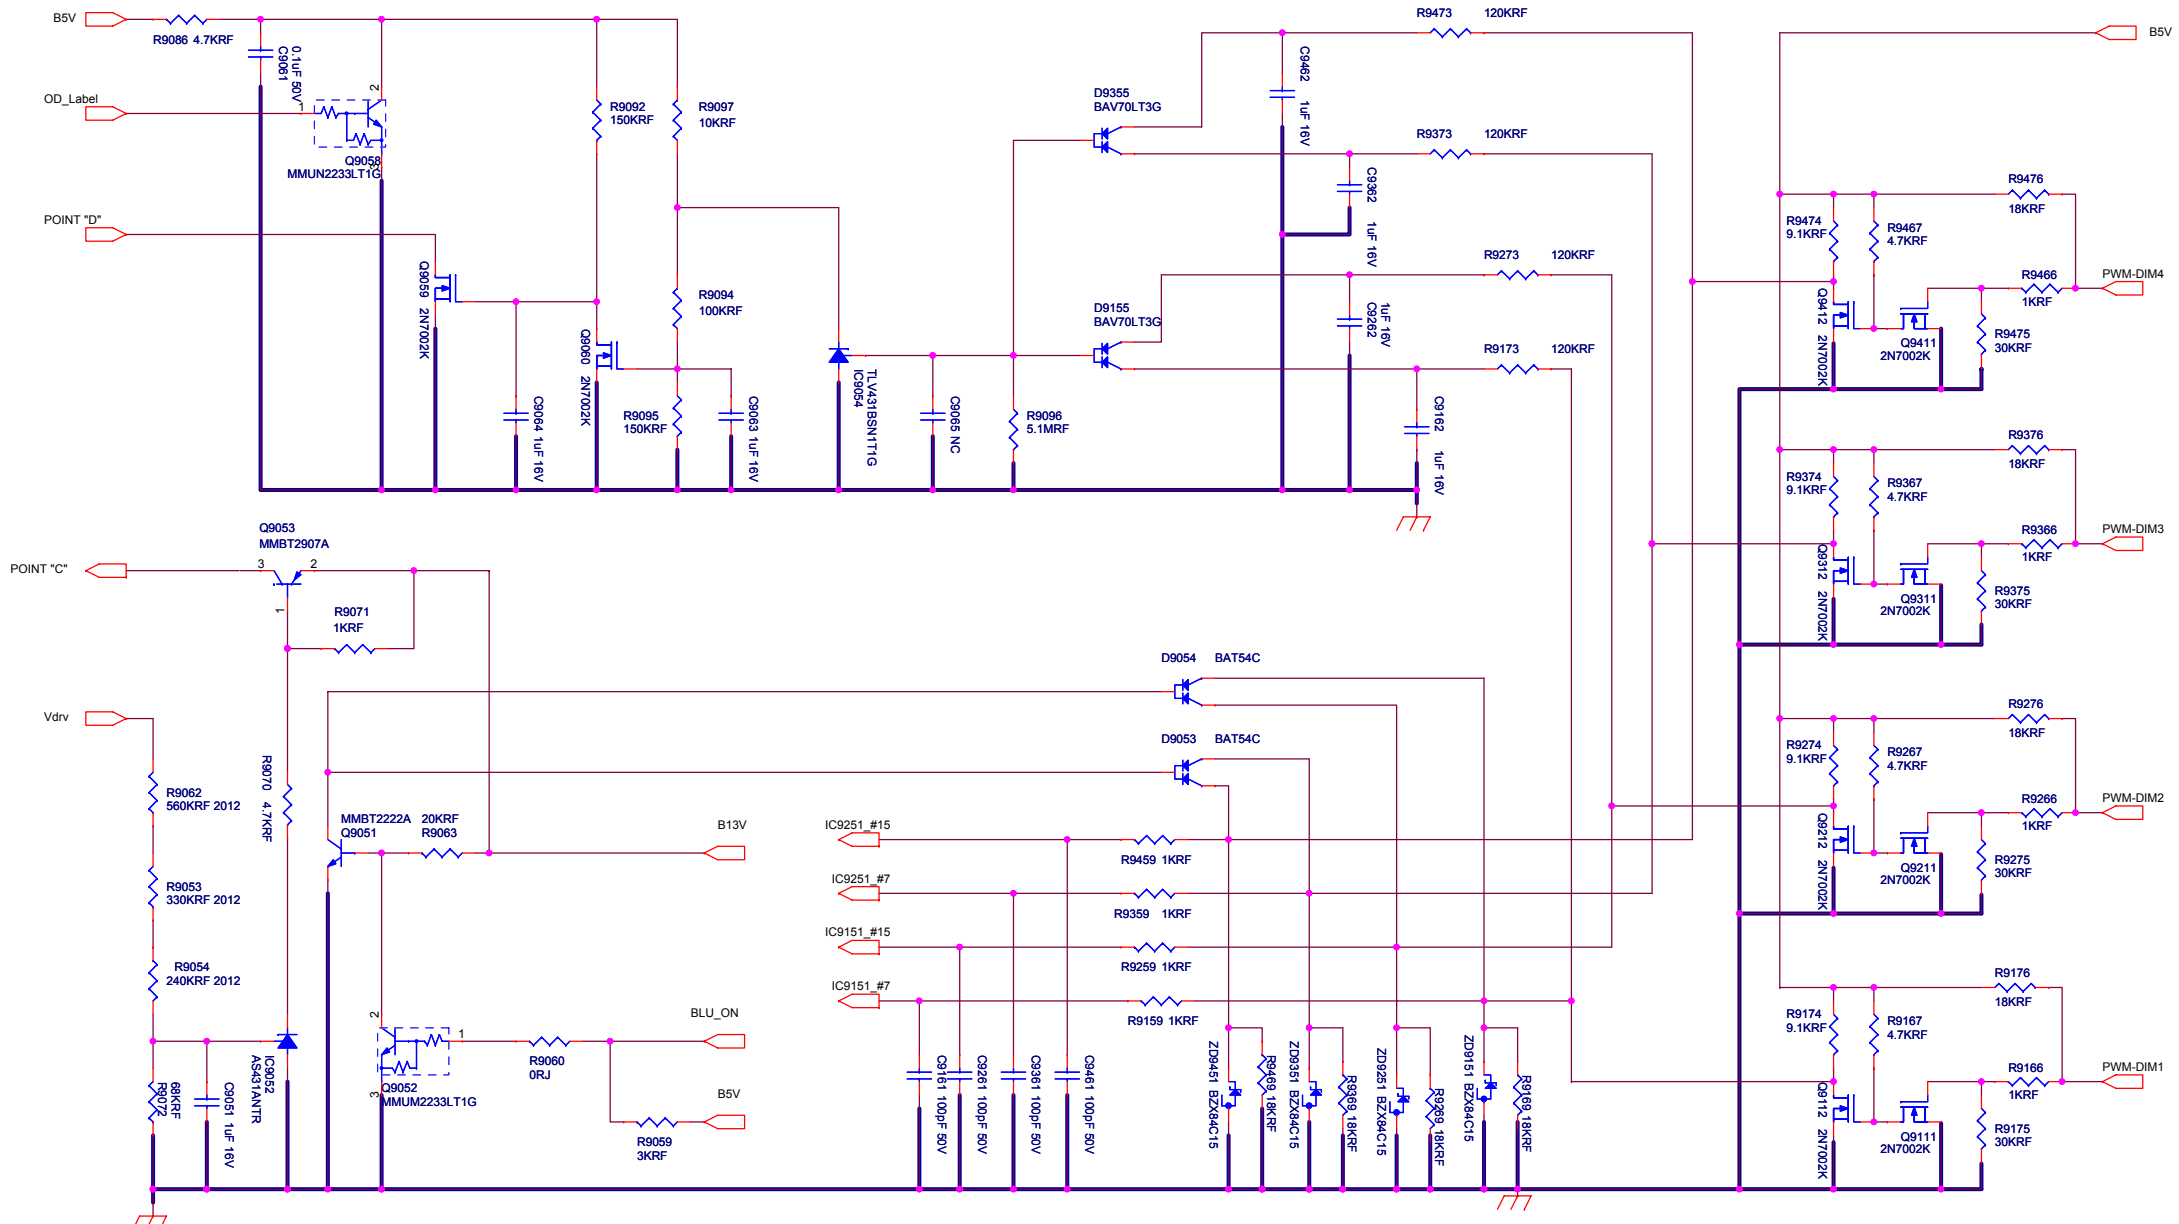 B5V
R9086 4.7KRF
0.1uF 50V
C9061
OD_Label
1
2
3
Q9058
MMUN2233LT1G
R9092
150KRF
R9097
10KRF
POINT "D"
Q9059 2N7002K
R9094
100KRF
Q9060 2N7002K
C9064 1uF 16V
R9095
150KRF
C9063 1uF 16V
TLV431BSN1T1G
IC9054
C9065 NC
R9096
5.1MRF
D9355
BAV70LT3G
D9155
BAV70LT3G
C9462 1uF 16V
C9362 1uF 16V
1uF 16V
C9262
C9162 1uF 16V
R9473 120KRF
R9373 120KRF
R9273 120KRF
R9173 120KRF
B5V
R9476
18KRF
R9474
9.1KRF
R9467
4.7KRF
R9466
1KRF
PWM-DIM4
Q9412 2N7002K
Q9411
2N7002K
R9475
30KRF
R9376
18KRF
R9374
9.1KRF
R9367
4.7KRF
R9366
1KRF
PWM-DIM3
Q9312 2N7002K
Q9311
2N7002K
R9375
30KRF
R9276
18KRF
R9274
9.1KRF
R9267
4.7KRF
R9266
1KRF
PWM-DIM2
Q9212 2N7002K
Q9211
2N7002K
R9275
30KRF
R9176
18KRF
R9174
9.1KRF
R9167
4.7KRF
R9166
1KRF
PWM-DIM1
Q9112 2N7002K
Q9111
2N7002K
R9175
30KRF
Q9053
MMBT2907A
POINT "C"
3
2
1
R9071
1KRF
Vdrv
R9062
560KRF 2012
R9070 4.7KRF
R9053
330KRF 2012
R9054
240KRF 2012
68KRF
R9072
C9051 1uF 16V
IC9052
AS431ANTR
MMBT2222A
Q9051
20KRF
R9063
B13V
2
1
3
Q9052
MMUM2233LT1G
R9060
0RJ
BLU_ON
B5V
R9059
3KRF
D9054 BAT54C
D9053 BAT54C
IC9251_#15
R9459 1KRF
IC9251_#7
R9359 1KRF
IC9151_#15
R9259 1KRF
IC9151_#7
R9159 1KRF
C9161 100pF 50V
C9261 100pF 50V
C9361 100pF 50V
C9461 100pF 50V
ZD9451 BZX84C15
R9469 18KRF
ZD9351 BZX84C15
R9369 18KRF
ZD9251 BZX84C15
R9269 18KRF
ZD9151 BZX84C15
R9169 18KRF